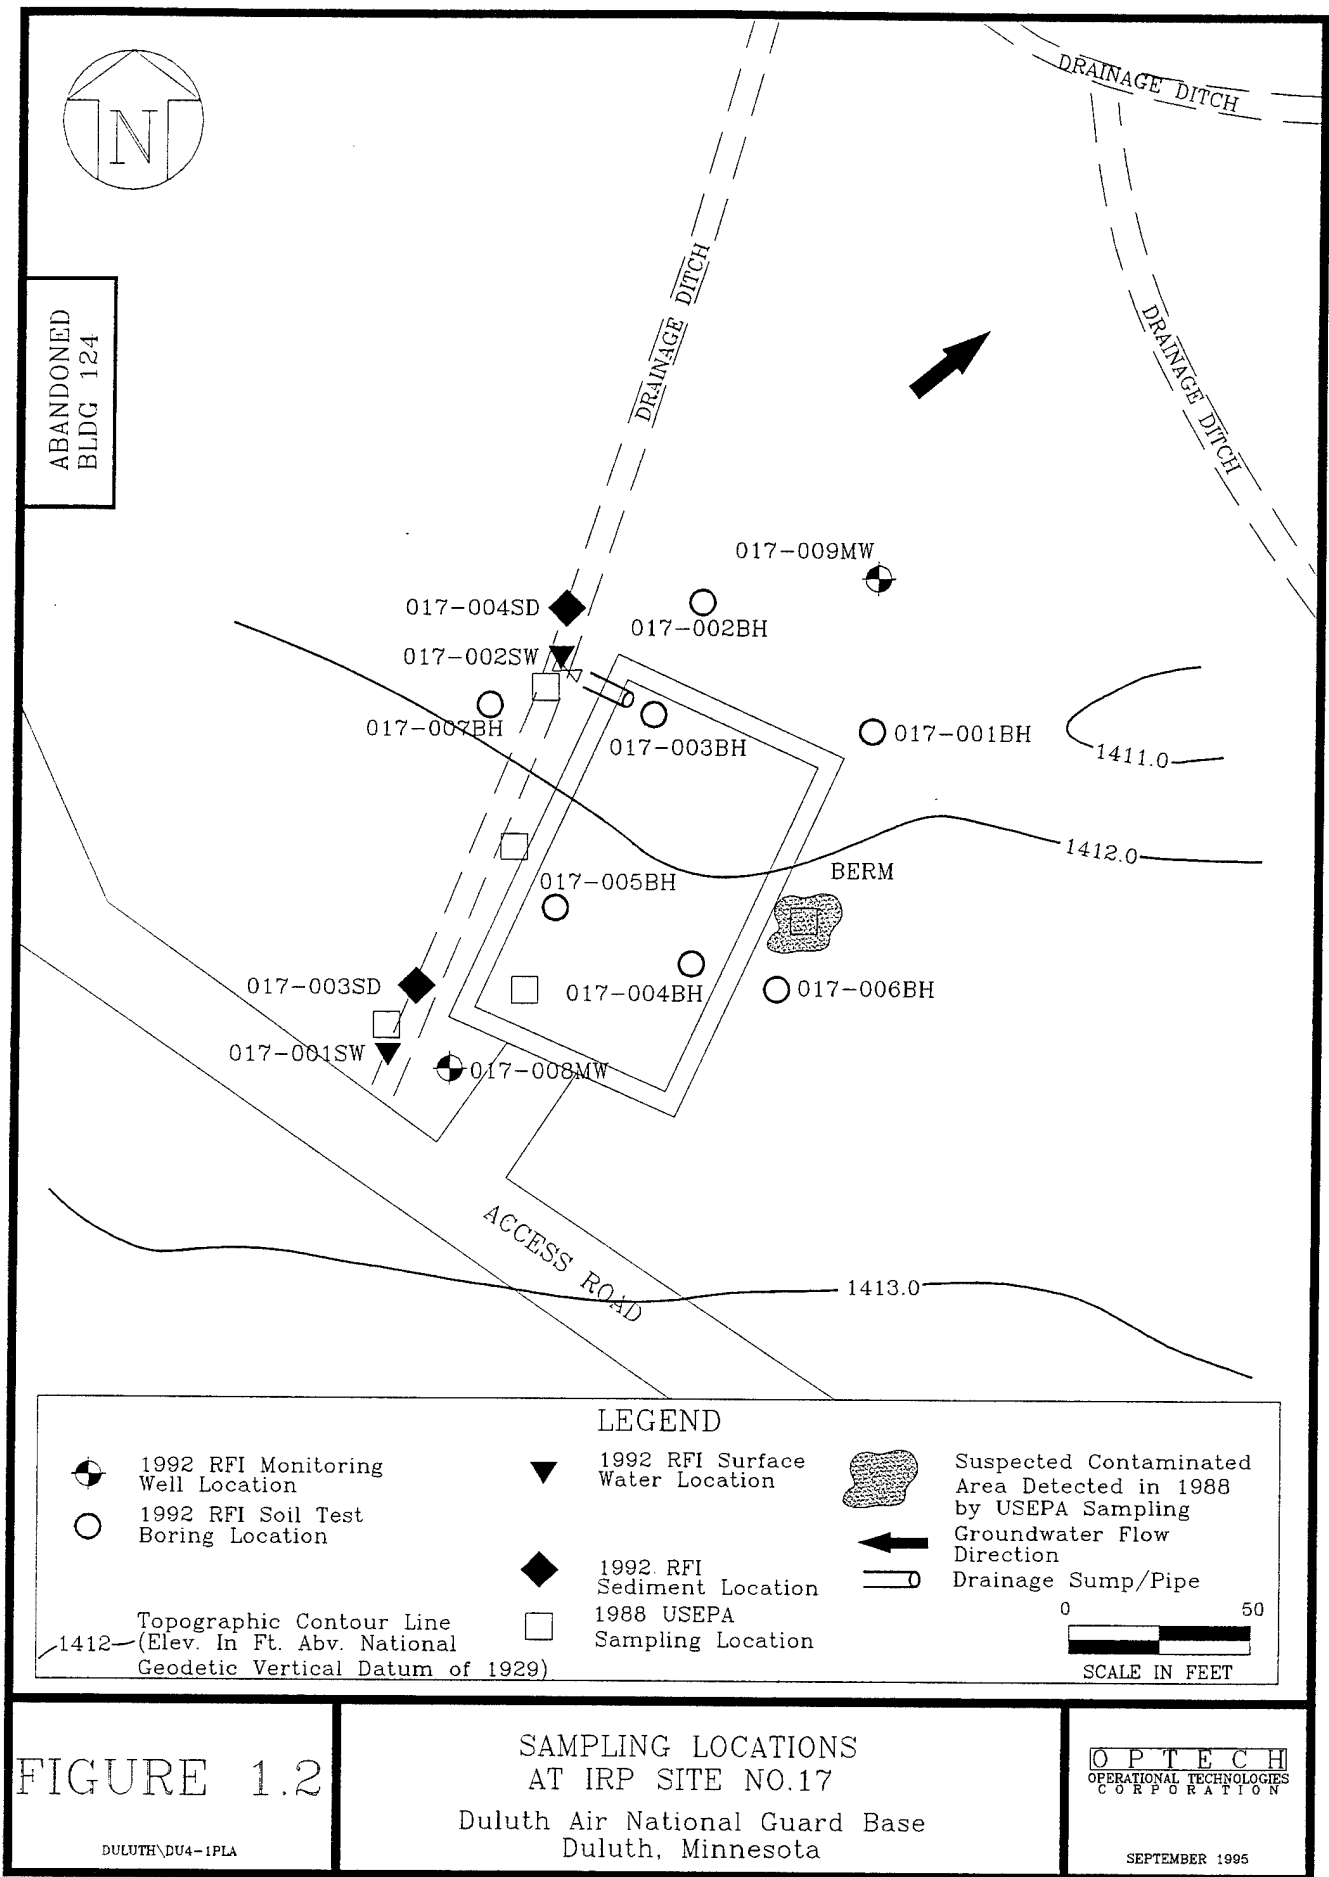 DRAINAGE DITCH
N
DRAINAGE DITCH
ABANDONED
BLDG 124
DRAINAGE DITCH
017-009MW
017-004SD
017-002BH
017-002SW
017-007BH
017-003BH
017-001BH
1411.0
1412.0
BERM
017-005BH
017-003SD
017-004BH
017-006BH
017-001SW
017-008MW
ACCESS ROAD
1413.0
LEGEND
1992 RFI Monitoring
Well Location
1992 RFI Soil Test
Boring Location
1412
Topographic Contour Line
(Elev. In Ft. Abv. National
Geodetic Vertical Datum of 1929)
1992 RFI Surface
Water Location
1992 RFI
Sediment Location
1988 USEPA
Sampling Location
Suspected Contaminated
Area Detected in 1988
by USEPA Sampling
Groundwater Flow
Direction
Drainage Sump/Pipe
0 50
SCALE IN FEET
FIGURE 1.2
DULUTH\DU4-1PLA
SAMPLING LOCATIONS
AT IRP SITE NO.17
Duluth Air National Guard Base
Duluth, Minnesota
OPTECH
OPERATIONAL TECHNOLOGIES
CORPORATION
SEPTEMBER 1995